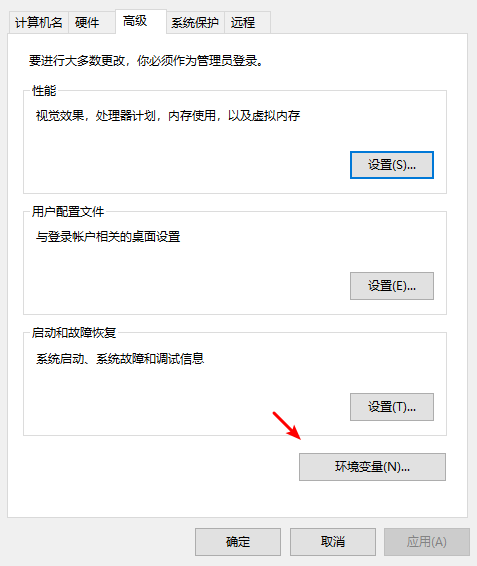 计算机名 硬件 高级 系统保护 远程
要进行大多数更改，你必须作为管理员登录。
性能
视觉效果，处理器计划，内存使用，以及虚拟内存
设置(S)...
用户配置文件
与登录帐户相关的桌面设置
设置(E)...
启动和故障恢复
系统启动、系统故障和调试信息
设置(T)...
环境变量(N)...
确定 取消 应用(A)